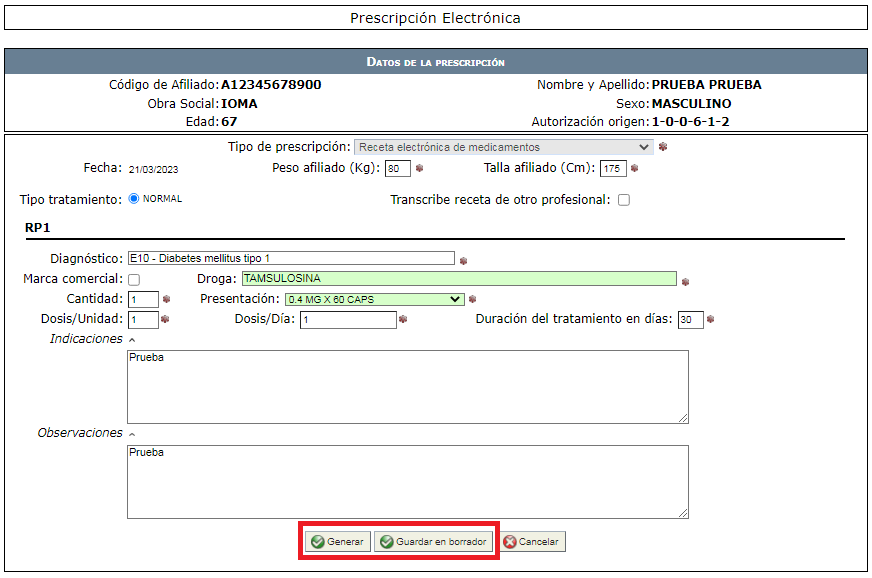 Prescripción Electrónica
Datos de la prescripción
Código de Afiliado: A12345678900 Nombre y Apellido: PRUEBA PRUEBA
Obra Social: IOMA Sexo: MASCULINO
Edad: 67 Autorización origen: 1-0-0-6-1-2
Tipo de prescripción: Receta electrónica de medicamentos
Fecha: 21/03/2023 Peso afiliado (Kg): 80 Talla afiliado (Cm): 175
Tipo tratamiento: NORMAL Transcribe receta de otro profesional:
RP1
Diagnóstico: E10 - Diabetes mellitus tipo 1
Marca comercial: Droga: TAMSULOSINA
Cantidad: 1 Presentación: 0.4 MG X 60 CAPS
Dosis/Unidad: 1 Dosis/Día: 1 Duración del tratamiento en días: 30
Indicaciones
Prueba
Observaciones
Prueba
Generar Guardar en borrador Cancelar